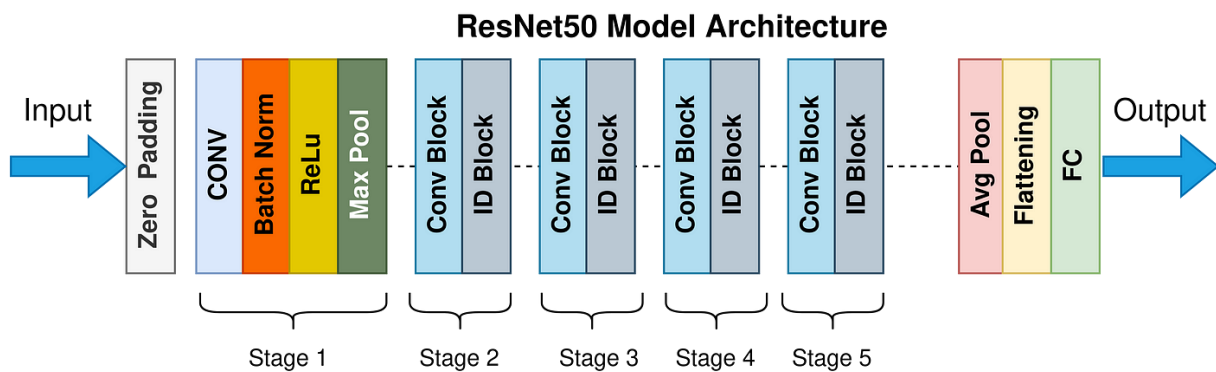 ResNet50 Model Architecture
Input
Zero Padding
CONV
Batch Norm
ReLu
Max Pool
Conv Block
ID Block
Conv Block
ID Block
Conv Block
ID Block
Conv Block
ID Block
Avg Pool
Flattening
FC
Output
Stage 1
Stage 2
Stage 3
Stage 4
Stage 5